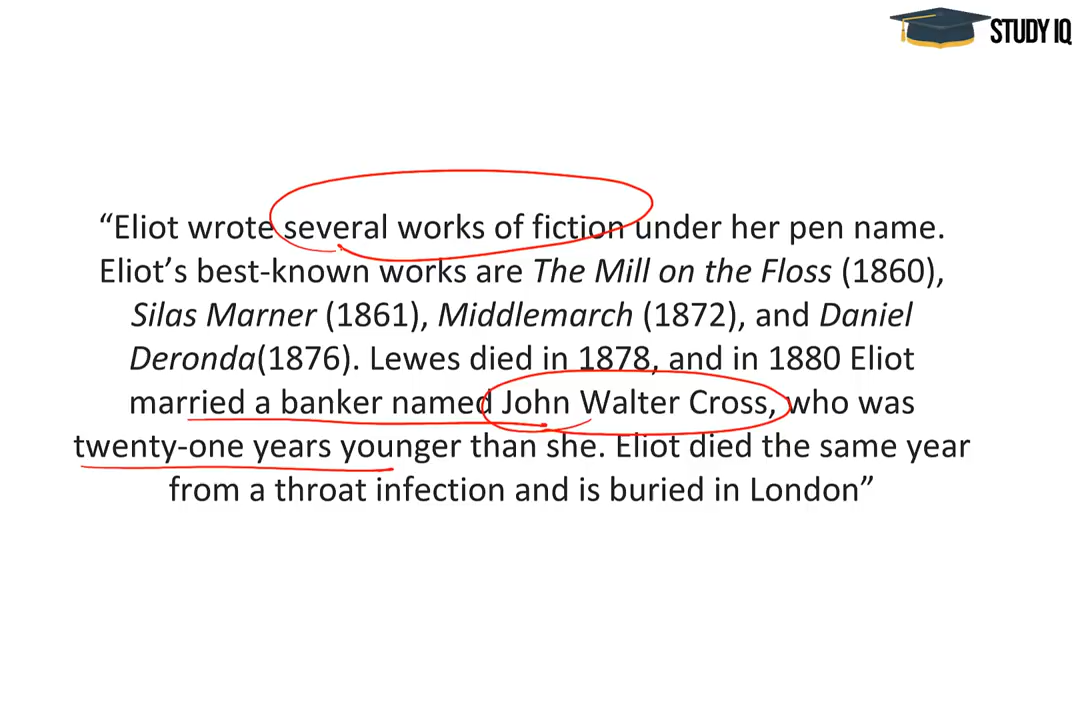 STUDY IQ
“Eliot wrote several works of fiction under her pen name.
Eliot’s best-known works are The Mill on the Floss (1860),
Silas Marner (1861), Middlemarch (1872), and Daniel
Deronda(1876). Lewes died in 1878, and in 1880 Eliot
married a banker named John Walter Cross, who was
twenty-one years younger than she. Eliot died the same year
from a throat infection and is buried in London”